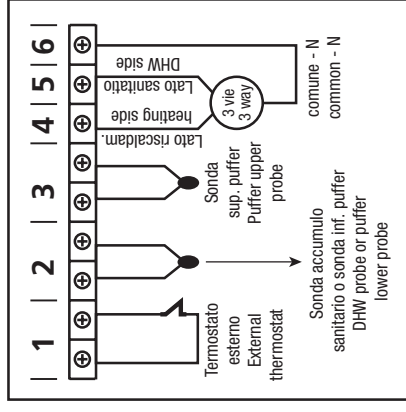 1
2
3
4
5
6
Termostato
esterno
External
thermostat
Sonda accumulo
sanitario o sonda inf. puffer
DHW probe or puffer
lower probe
Sonda
sup. puffer
Puffer upper
probe
Lato riscaldam.
heating side
Lato sanitatio
DHW side
3 vie
3 way
comune - N
common - N